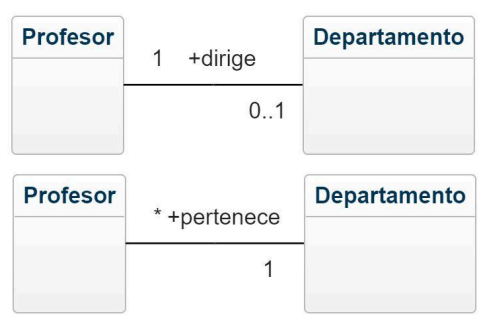 Profesor
Departamento
1 +dirige
0..1
Profesor
Departamento
* +pertenece
1